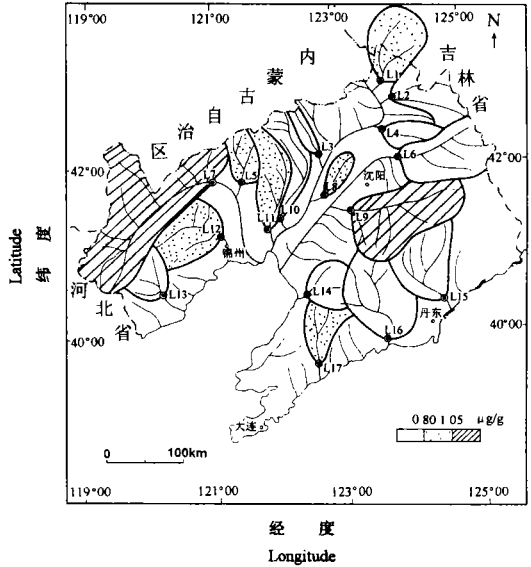 119°00' 121°00' 123°00' 125°00'
N
内 蒙 古 自 治 区
吉 林 省
L1
L2
L3
L4
L5
L6
L7
L8
L9
L10
L11
L12
L13
L14
L15
L16
L17
42°00' 42°00'
40°00' 40°00'
沈阳
锦州
丹东
大连
河 北 省
Latitude
纬 度
0 80 1 05 μg/g
0 100km
119°00' 121°00' 123°00' 125°00'
经 度
Longitude